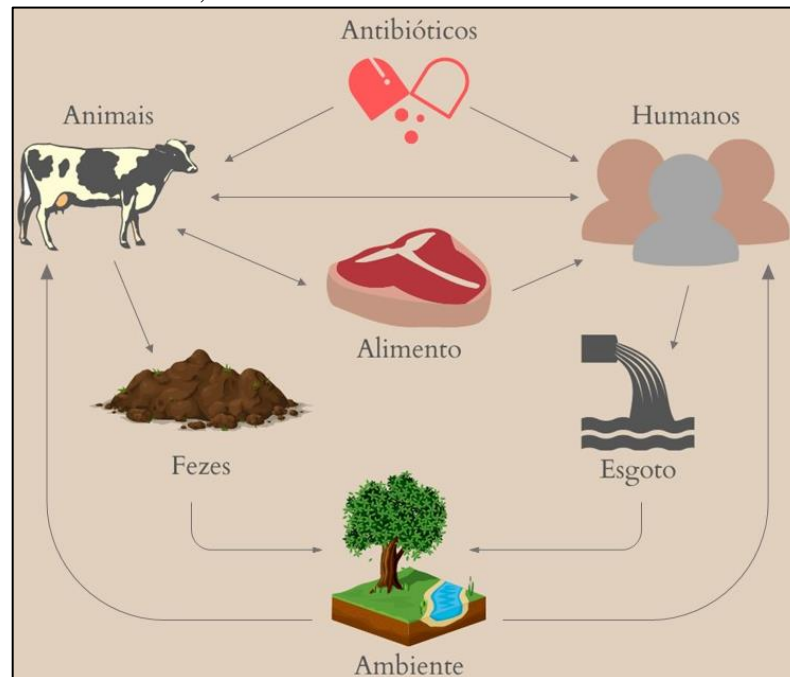 Antibióticos
Animais
Humanos
Alimento
Fezes
Esgoto
Ambiente